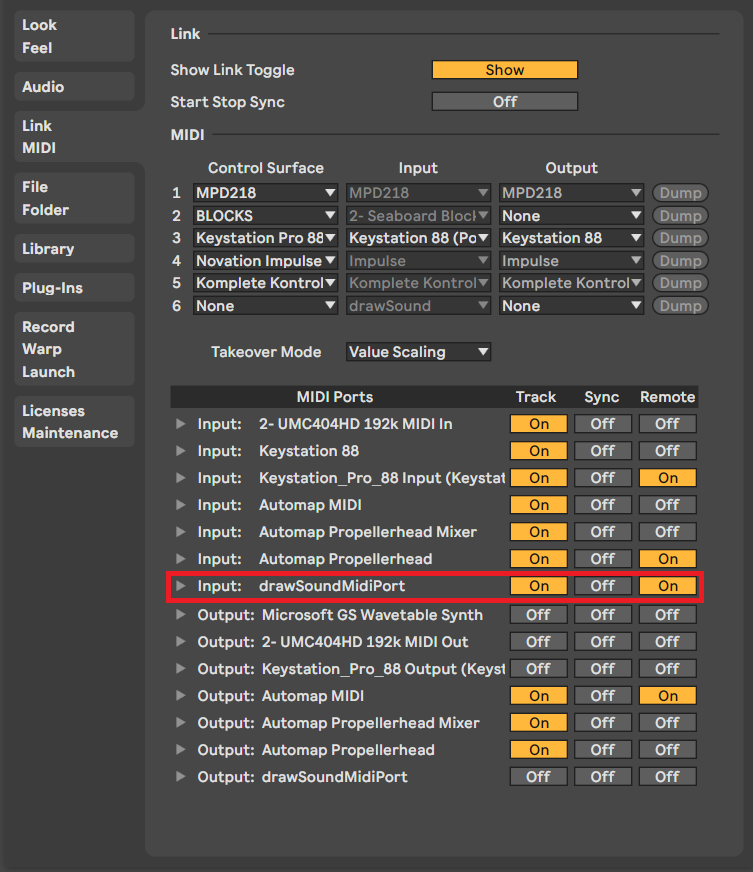 Look
Feel
Audio
Link
MIDI
File
Folder
Library
Plug-Ins
Record
Warp
Launch
Licenses
Maintenance
Link
Show Link Toggle Show
Start Stop Sync Off
MIDI
Control Surface Input Output
1 MPD218 MPD218 MPD218 Dump
2 BLOCKS 2- Seaboard Block None Dump
3 Keystation Pro 88 Keystation 88 (Po Keystation 88 Dump
4 Novation Impulse Impulse Impulse Dump
5 Komplete Kontrol Komplete Kontrol Komplete Kontrol Dump
6 None drawSound None Dump
Takeover Mode Value Scaling
MIDI Ports Track Sync Remote
Input: 2- UMC404HD 192k MIDI In On Off Off
Input: Keystation 88 On Off Off
Input: Keystation_Pro_88 Input (Keystat On Off On
Input: Automap MIDI On Off Off
Input: Automap Propellerhead Mixer On Off Off
Input: Automap Propellerhead On Off On
Input: drawSoundMidiPort On Off On
Output: Microsoft GS Wavetable Synth Off Off Off
Output: 2- UMC404HD 192k MIDI Out Off Off Off
Output: Keystation_Pro_88 Output (Keyst Off Off Off
Output: Automap MIDI On Off On
Output: Automap Propellerhead Mixer On Off Off
Output: Automap Propellerhead On Off Off
Output: drawSoundMidiPort Off Off Off